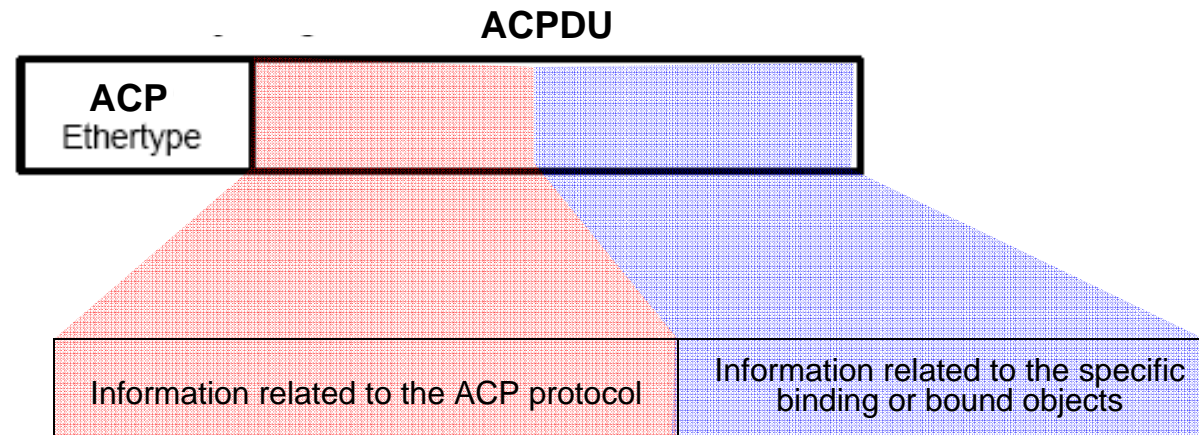 ACPDU
ACP
Ethertype
Information related to the ACP protocol
Information related to the specific
binding or bound objects